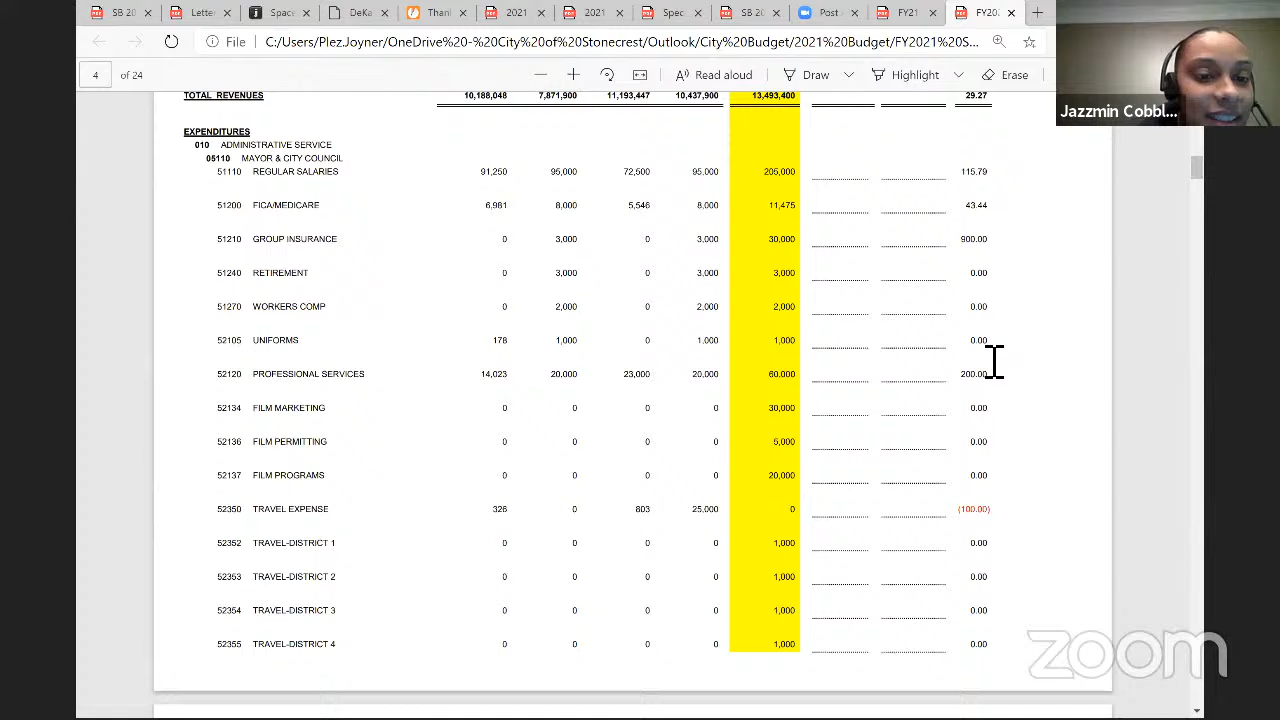 SB 20 Letter Space DeKa Than 2021 2021 Spec SB 2 Post - FY21 FY20
File C:/Users/Plez.Joyner/OneDrive%20-%20City%20of%20Stonecrest/Outlook/City%20Budget/2021%20Budget/FY2021%20S...
4 of 24 Read aloud Draw Highlight Erase
Jazzmin Cobbl...
TOTAL REVENUES 10,188,048 7,871,900 11,193,447 10,437,900 13,493,400 29.27
EXPENDITURES
010 ADMINISTRATIVE SERVICE
05110 MAYOR & CITY COUNCIL
51110 REGULAR SALARIES 91,250 95,000 72,500 95,000 205,000 115.79
51200 FICA/MEDICARE 6,981 8,000 5,546 8,000 11,475 43.44
51210 GROUP INSURANCE 0 3,000 0 3,000 30,000 900.00
51240 RETIREMENT 0 3,000 0 3,000 3,000 0.00
51270 WORKERS COMP 0 2,000 0 2,000 2,000 0.00
52105 UNIFORMS 178 1,000 0 1,000 1,000 0.00
52120 PROFESSIONAL SERVICES 14,023 20,000 23,000 20,000 60,000 200.00
52134 FILM MARKETING 0 0 0 0 30,000 0.00
52136 FILM PERMITTING 0 0 0 0 5,000 0.00
52137 FILM PROGRAMS 0 0 0 0 20,000 0.00
52350 TRAVEL EXPENSE 326 0 803 25,000 0 (100.00)
52352 TRAVEL-DISTRICT 1 0 0 0 0 1,000 0.00
52353 TRAVEL-DISTRICT 2 0 0 0 0 1,000 0.00
52354 TRAVEL-DISTRICT 3 0 0 0 0 1,000 0.00
52355 TRAVEL-DISTRICT 4 0 0 0 0 1,000 0.00
zoom